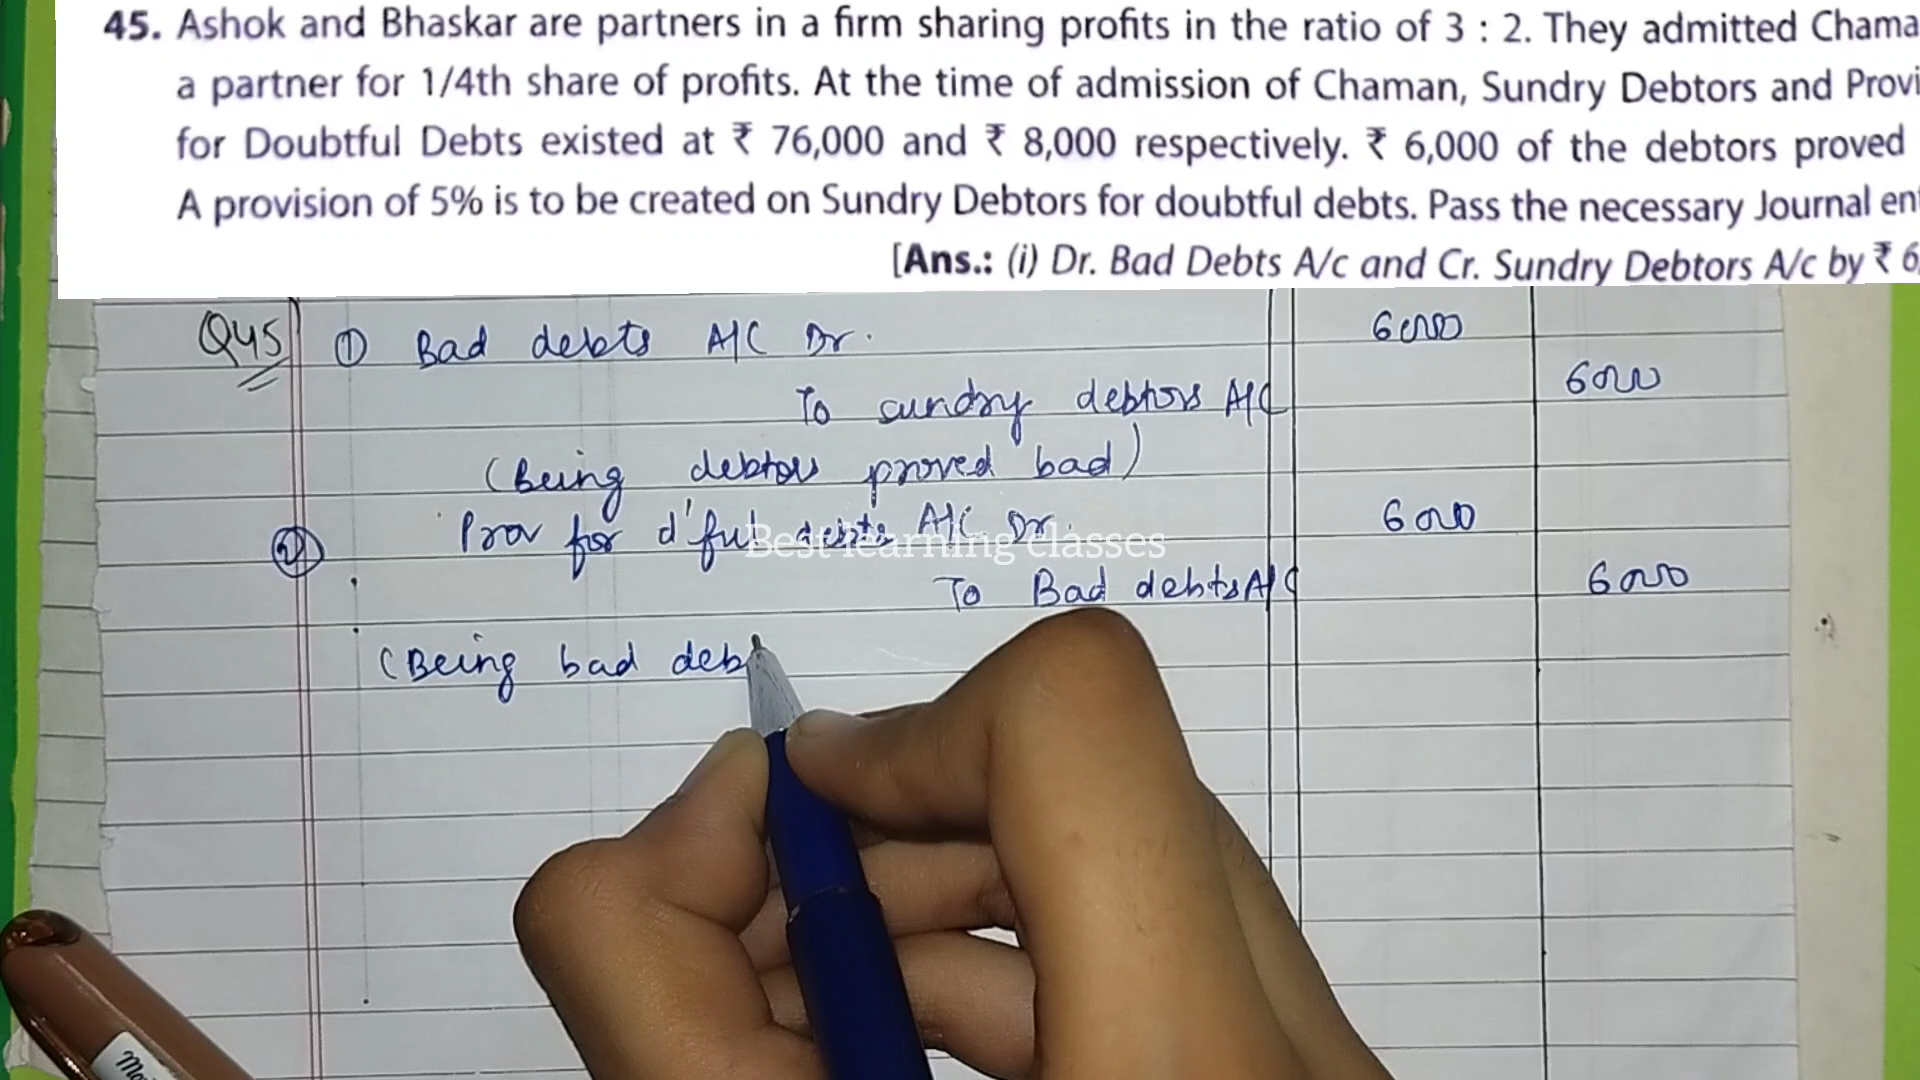 45. Ashok and Bhaskar are partners in a firm sharing profits in the ratio of 3 : 2. They admitted Chama
a partner for 1/4th share of profits. At the time of admission of Chaman, Sundry Debtors and Provi
for Doubtful Debts existed at ₹ 76,000 and ₹ 8,000 respectively. ₹ 6,000 of the debtors proved
A provision of 5% is to be created on Sundry Debtors for doubtful debts. Pass the necessary Journal ent
[Ans.: (i) Dr. Bad Debts A/c and Cr. Sundry Debtors A/c by ₹ 6,
Q45 ① Bad debts A/C Dr. 6000
To sundry debtors A/C 6000
(Being debtors proved bad)
② Prov for d'ful debts A/C Dr. 6000
Best learning classes
To Bad debts A/C 6000
(Being bad deb